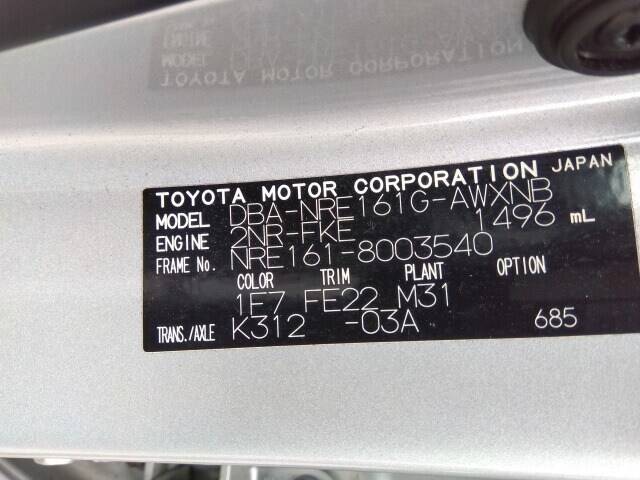 TOYOTA MOTOR CORPORATION JAPAN
MODEL DBA-NRE161G-AWXNB
ENGINE 2NR-FKE 1496 mL
FRAME No. NRE161-8003540
COLOR TRIM PLANT OPTION
1E7 FE22 M31
TRANS./AXLE K312 -03A 685